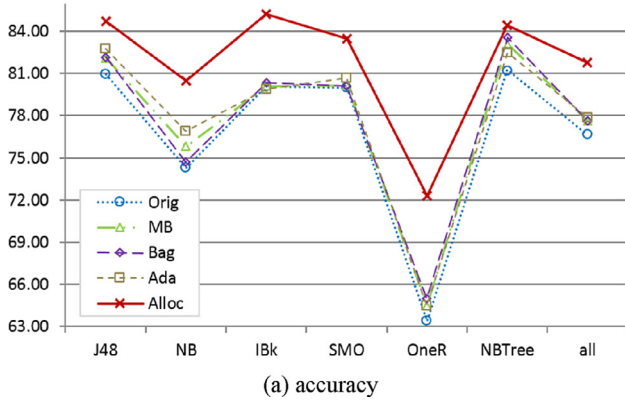 84.00
81.00
78.00
75.00
72.00
69.00
66.00
63.00
Orig
MB
Bag
Ada
Alloc
J48 NB IBk SMO OneR NBTree all
(a) accuracy